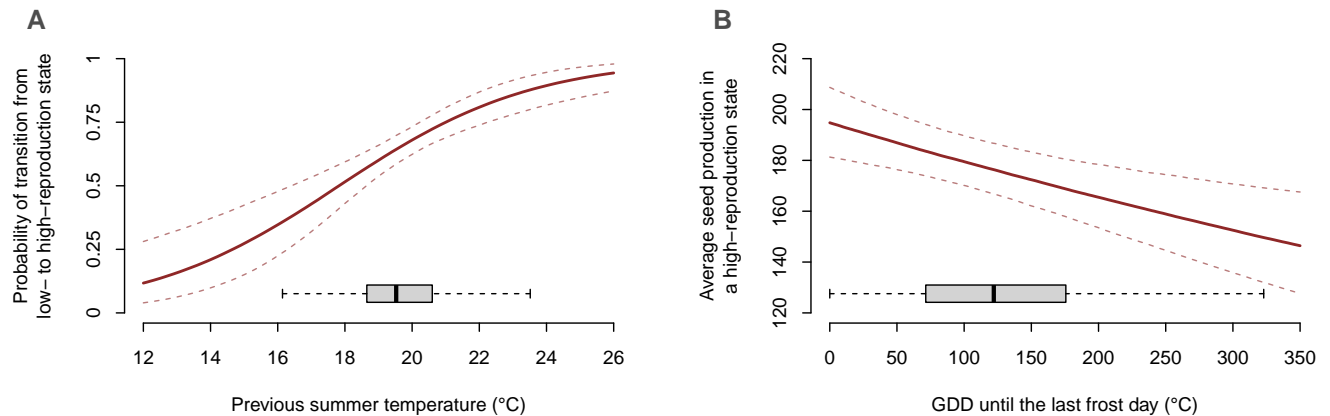 A
Probability of transition from
low− to high−reproduction state
0 0.25 0.5 0.75 1
12 14 16 18 20 22 24 26
Previous summer temperature (°C)
B
Average seed production in
a high−reproduction state
120 140 160 180 200 220
0 50 100 150 200 250 300 350
GDD until the last frost day (°C)